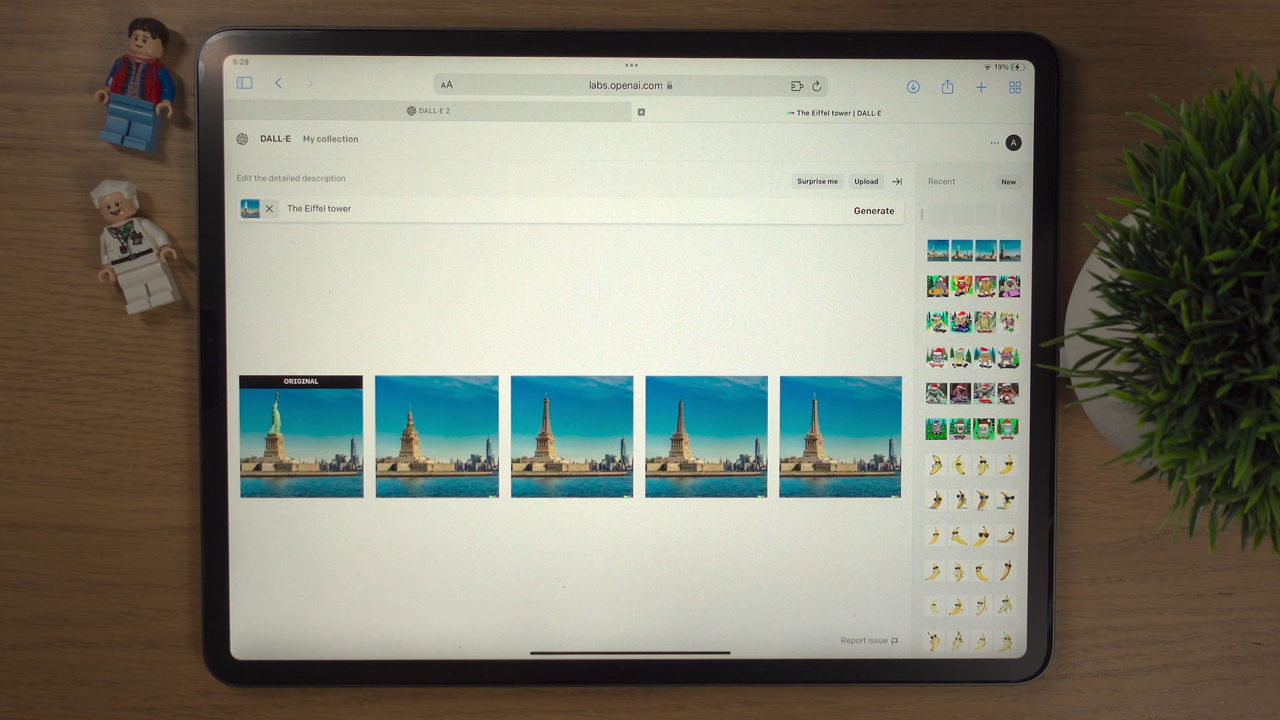 5:29
19%
AA
labs.openai.com
DALL·E 2
The Eiffel tower | DALL·E
DALL·E My collection
A
Edit the detailed description
Surprise me
Upload
Recent
New
The Eiffel tower
Generate
ORIGINAL
Report issue